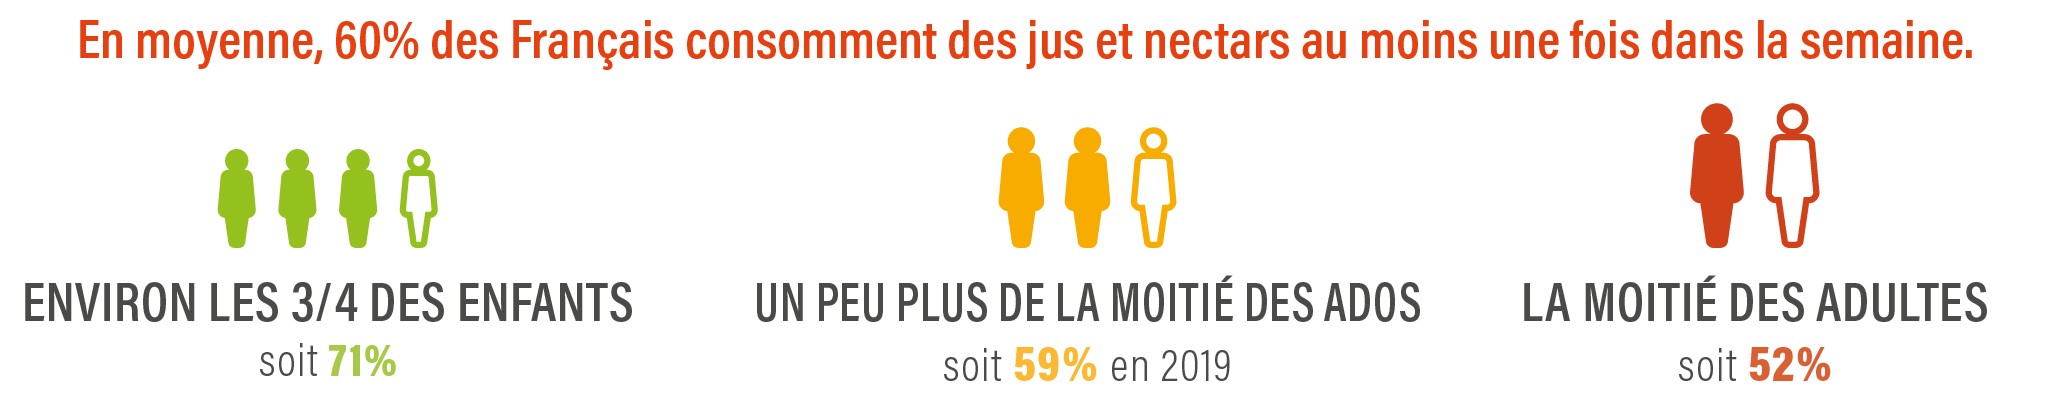 En moyenne, 60% des Français consomment des jus et nectars au moins une fois dans la semaine.
ENVIRON LES 3/4 DES ENFANTS
soit 71%
UN PEU PLUS DE LA MOITIÉ DES ADOS
soit 59% en 2019
LA MOITIÉ DES ADULTES
soit 52%